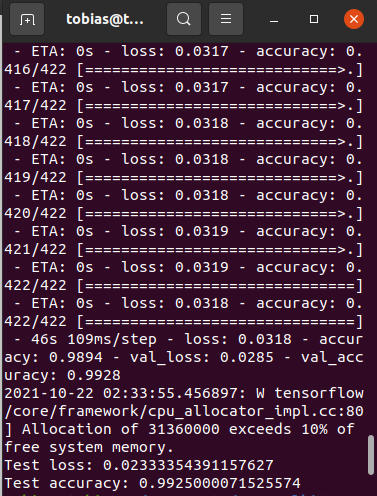 tobias@t...
- ETA: 0s - loss: 0.0317 - accuracy: 0.
416/422 [============================>.]
- ETA: 0s - loss: 0.0317 - accuracy: 0.
417/422 [============================>.]
- ETA: 0s - loss: 0.0318 - accuracy: 0.
418/422 [============================>.]
- ETA: 0s - loss: 0.0318 - accuracy: 0.
419/422 [============================>.]
- ETA: 0s - loss: 0.0318 - accuracy: 0.
420/422 [============================>.]
- ETA: 0s - loss: 0.0319 - accuracy: 0.
421/422 [============================>.]
- ETA: 0s - loss: 0.0319 - accuracy: 0.
422/422 [==============================]
- ETA: 0s - loss: 0.0318 - accuracy: 0.
422/422 [==============================]
- 46s 109ms/step - loss: 0.0318 - accur
acy: 0.9894 - val_loss: 0.0285 - val_acc
uracy: 0.9928
2021-10-22 02:33:55.456897: W tensorflow
/core/framework/cpu_allocator_impl.cc:80
] Allocation of 31360000 exceeds 10% of
free system memory.
Test loss: 0.02333354391157627
Test accuracy: 0.9925000071525574